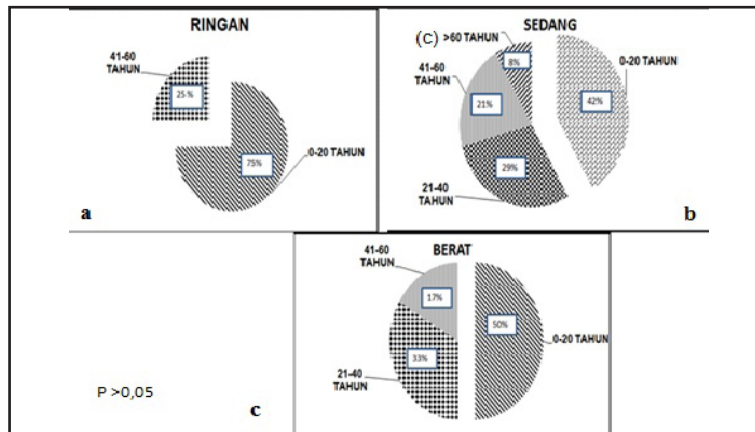 RINGAN
41-60
TAHUN
25 %
75%
0-20 TAHUN
a
SEDANG
(C) >60 TAHUN
8%
0-20 TAHUN
41-60
TAHUN
21%
42%
29%
21-40
TAHUN
b
BERAT
41-60
TAHUN
17%
50%
0-20 TAHUN
33%
21-40
TAHUN
P >0,05
c